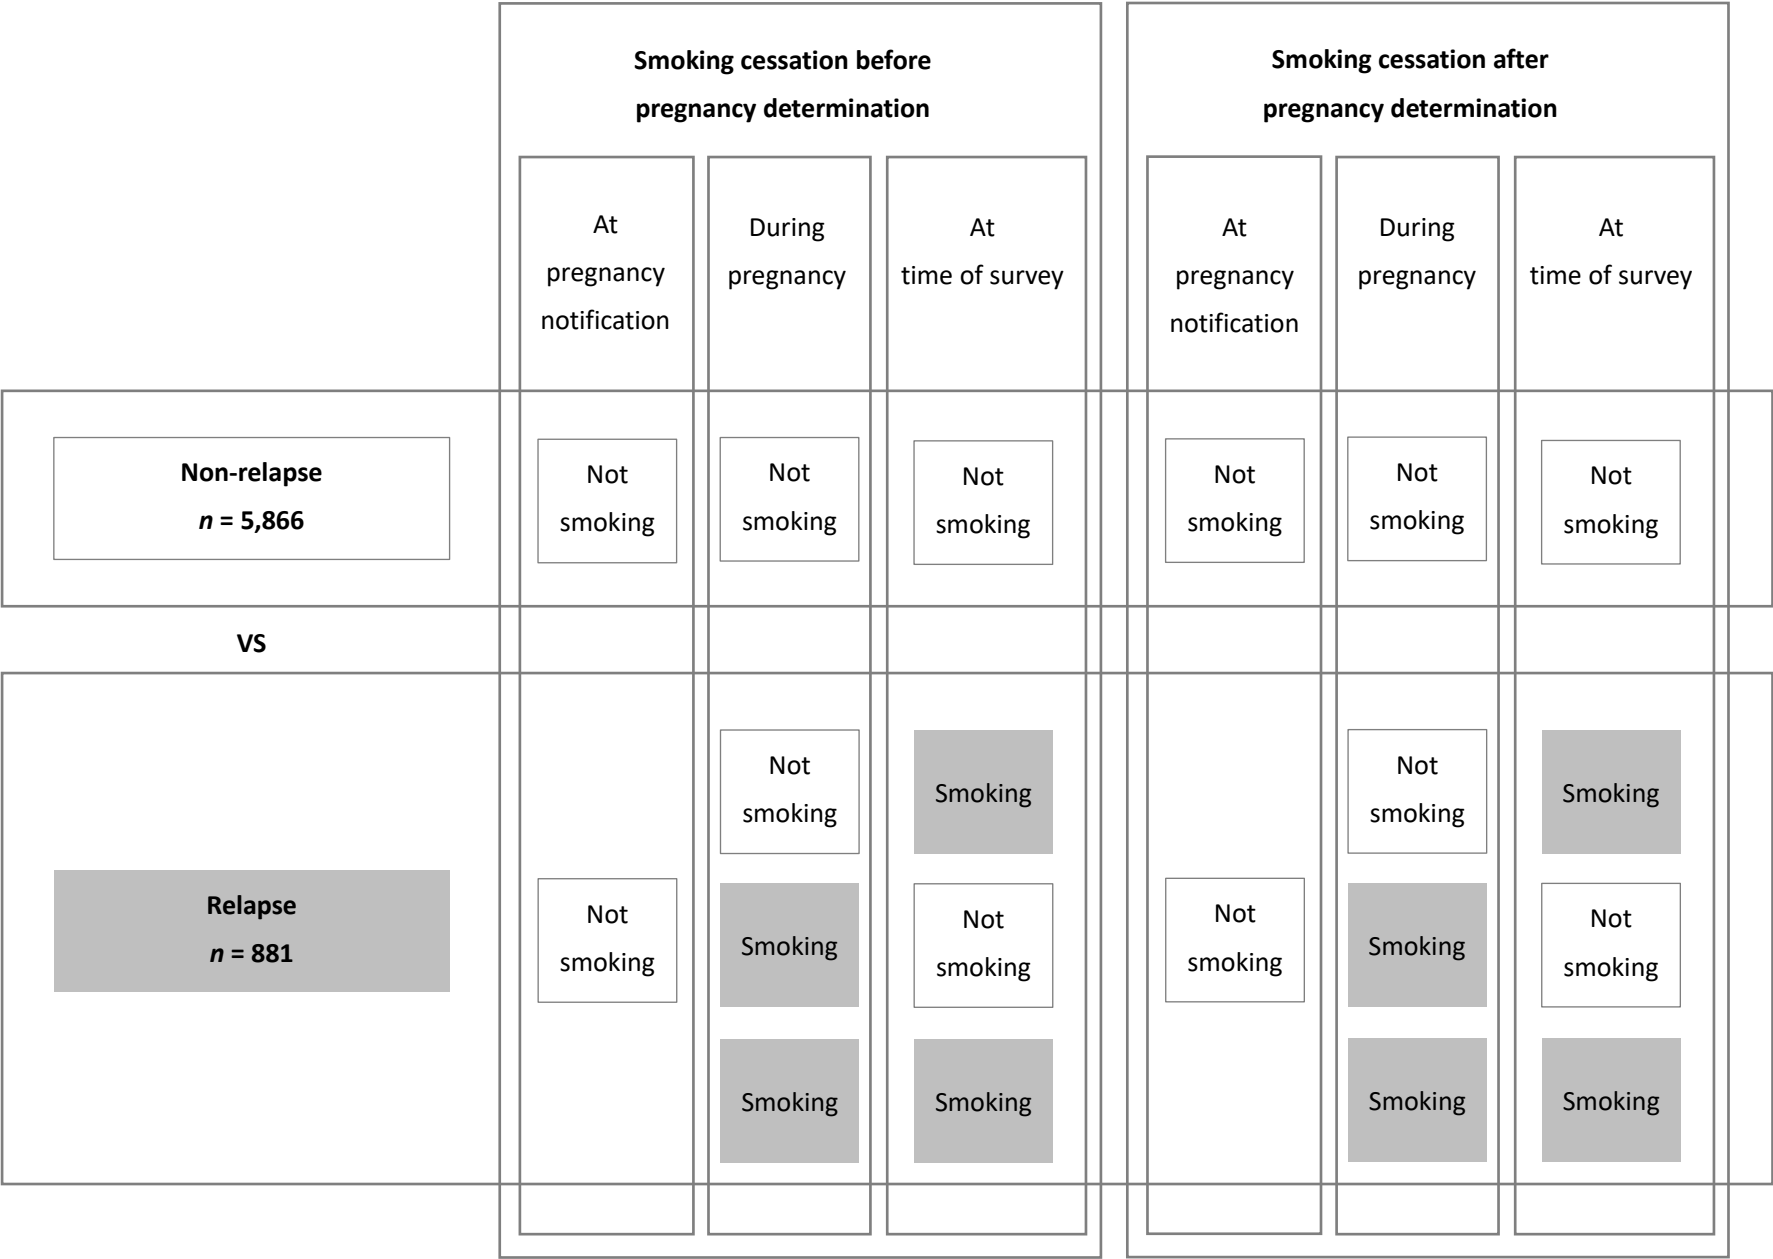 Smoking cessation before
pregnancy determination
Smoking cessation after
pregnancy determination
At
pregnancy
notification
During
pregnancy
At
time of survey
At
pregnancy
notification
During
pregnancy
At
time of survey
Non-relapse
n = 5,866
Not
smoking
Not
smoking
Not
smoking
Not
smoking
Not
smoking
Not
smoking
VS
Relapse
n = 881
Not
smoking
Not
smoking
Smoking
Smoking
Not
smoking
Smoking
Smoking
Not
smoking
Not
smoking
Smoking
Smoking
Not
smoking
Smoking
Smoking